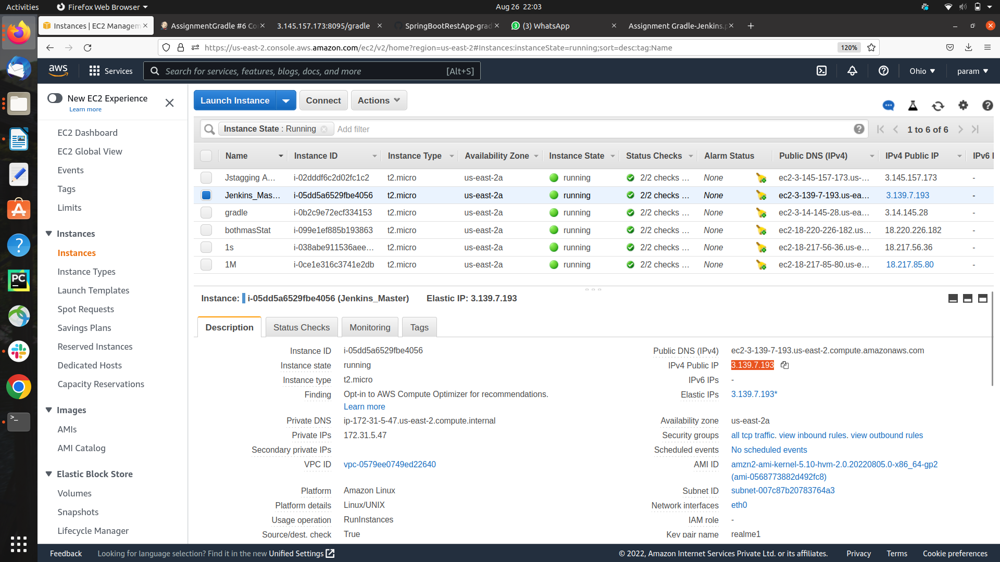 Activities
Firefox Web Browser
Aug 26 22:03
Instances | EC2 Managem
AssignmentGradle #6 Co
3.145.157.173:8095/gradle
SpringBootRestApp-grad
(3) WhatsApp
Assignment Gradle-Jenkins.p
https://us-east-2.console.aws.amazon.com/ec2/v2/home?region=us-east-2#Instances:instanceState=running;sort=desc:tag:Name
120%
aws
Services
Search for services, features, blogs, docs, and more
[Alt+S]
Ohio
param
New EC2 Experience
Learn more
EC2 Dashboard
EC2 Global View
Events
Tags
Limits
Instances
Instances
Instance Types
Launch Templates
Spot Requests
Savings Plans
Reserved Instances
Dedicated Hosts
Capacity Reservations
Images
AMIs
AMI Catalog
Elastic Block Store
Volumes
Snapshots
Lifecycle Manager
Launch Instance
Connect
Actions
Instance State : Running
Add filter
1 to 6 of 6
Name Instance ID Instance Type Availability Zone Instance State Status Checks Alarm Status Public DNS (IPv4) IPv4 Public IP IPv6 I
Jstagging A... i-02dddf6c2d02fc1c2 t2.micro us-east-2a running 2/2 checks ... None ec2-3-145-157-173.us-... 3.145.157.173 -
Jenkins_Mas... i-05dd5a6529fbe4056 t2.micro us-east-2a running 2/2 checks ... None ec2-3-139-7-193.us-ea... 3.139.7.193 -
gradle i-0b2c9e72ecf334153 t2.micro us-east-2a running 2/2 checks ... None ec2-3-14-145-28.us-ea... 3.14.145.28 -
bothmasStat i-099e1ef885b193863 t2.micro us-east-2a running 2/2 checks ... None ec2-18-220-226-182.us... 18.220.226.182 -
1s i-038abe911536aee... t2.micro us-east-2a running 2/2 checks ... None ec2-18-217-56-36.us-e... 18.217.56.36 -
1M i-0ce1e316c3741e2db t2.micro us-east-2a running 2/2 checks ... None ec2-18-217-85-80.us-e... 18.217.85.80 -
Instance: i-05dd5a6529fbe4056 (Jenkins_Master) Elastic IP: 3.139.7.193
Description
Status Checks
Monitoring
Tags
Instance ID i-05dd5a6529fbe4056
Instance state running
Instance type t2.micro
Finding Opt-in to AWS Compute Optimizer for recommendations.
Learn more
Private DNS ip-172-31-5-47.us-east-2.compute.internal
Private IPs 172.31.5.47
Secondary private IPs
VPC ID vpc-0579ee0749ed22640
Platform Amazon Linux
Platform details Linux/UNIX
Usage operation RunInstances
Source/dest. check True
Public DNS (IPv4) ec2-3-139-7-193.us-east-2.compute.amazonaws.com
IPv4 Public IP 3.139.7.193
IPv6 IPs -
Elastic IPs 3.139.7.193*
Availability zone us-east-2a
Security groups all tcp traffic. view inbound rules. view outbound rules
Scheduled events No scheduled events
AMI ID amzn2-ami-kernel-5.10-hvm-2.0.20220805.0-x86_64-gp2
(ami-0568773882d492fc8)
Subnet ID subnet-007c87b20783764a3
Network interfaces eth0
IAM role -
Key pair name realme1
Feedback
Looking for language selection? Find it in the new Unified Settings
© 2022, Amazon Internet Services Private Ltd. or its affiliates.
Privacy
Terms
Cookie preferences